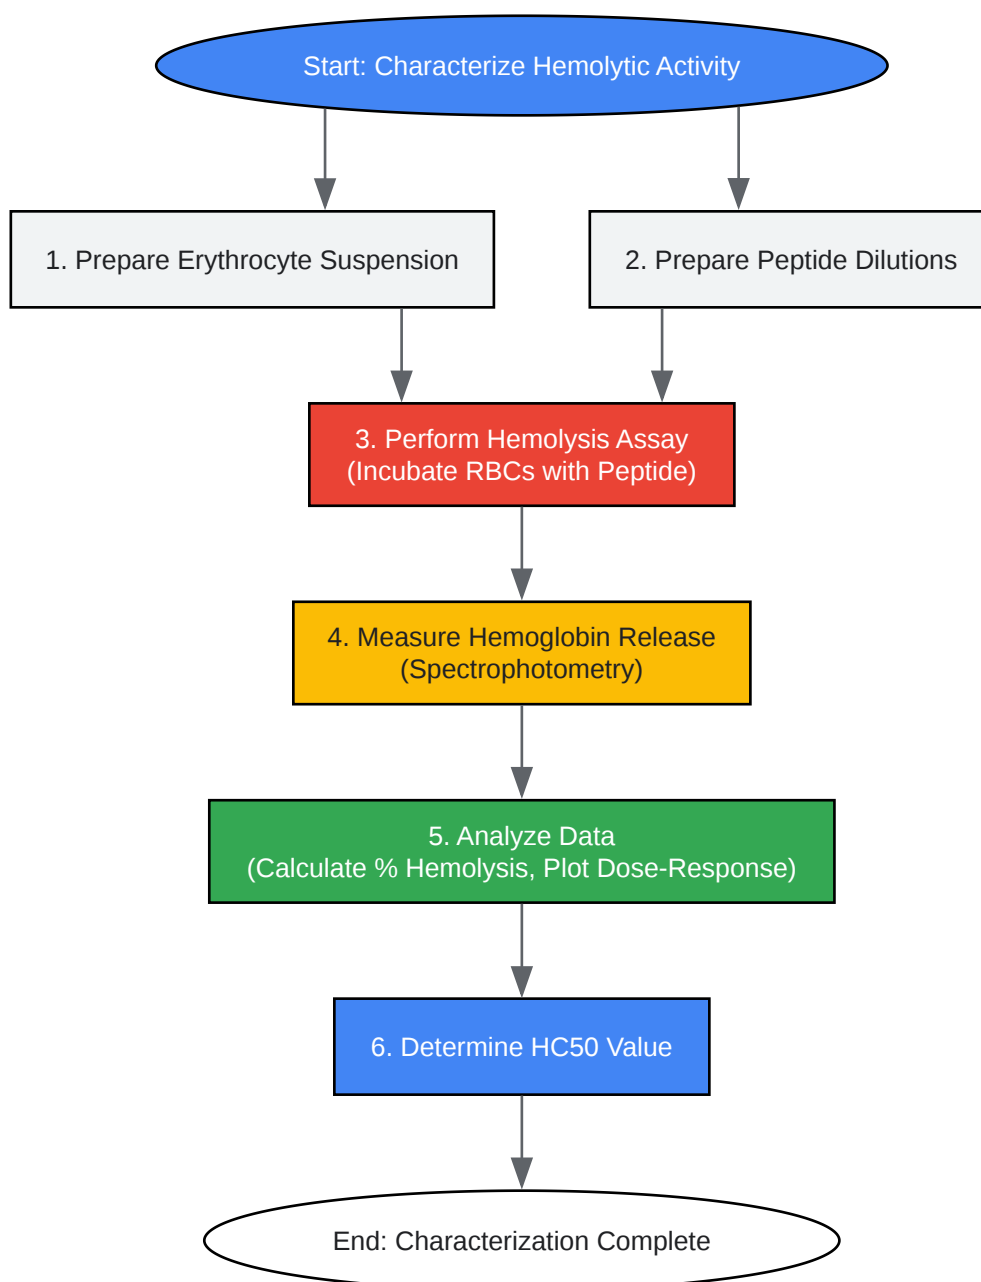 Start: Characterize Hemolytic Activity
1. Prepare Erythrocyte Suspension
2. Prepare Peptide Dilutions
3. Perform Hemolysis Assay
(Incubate RBCs with Peptide)
4. Measure Hemoglobin Release
(Spectrophotometry)
5. Analyze Data
(Calculate % Hemolysis, Plot Dose-Response)
6. Determine HC50 Value
End: Characterization Complete